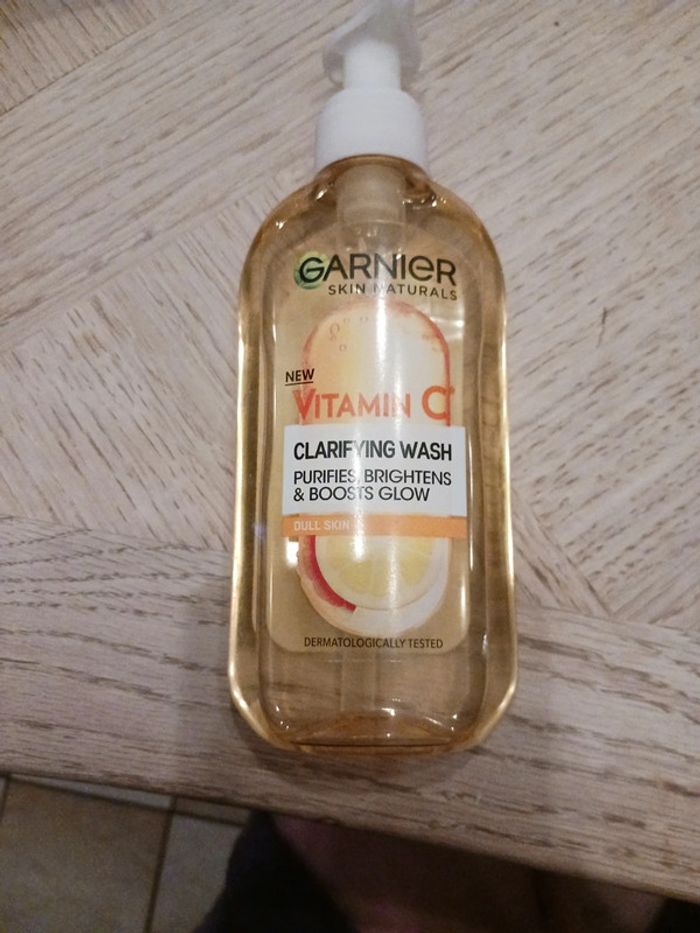 GARNIER
SKIN NATURALS
NEW
VITAMIN C*
CLARIFYING WASH
PURIFIES, BRIGHTENS
& BOOSTS GLOW
DULL SKIN
DERMATOLOGICALLY TESTED